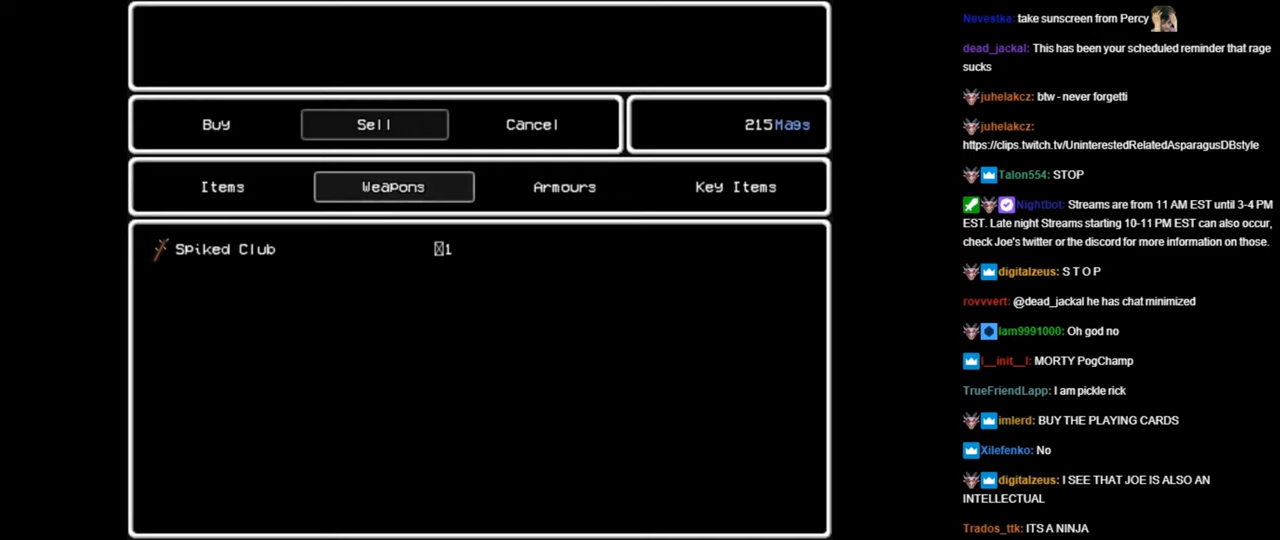 Buy Sell Cancel 215Mags
Items Weapons Armours Key Items
Spiked Club 1
Nevestka: take sunscreen from Percy
dead_jackal: This has been your scheduled reminder that rage
sucks
juhelakcz: btw - never forgetti
juhelakcz:
https://clips.twitch.tv/UninterestedRelatedAsparagusDBstyle
Talon554: STOP
Nightbot: Streams are from 11 AM EST until 3-4 PM
EST. Late night Streams starting 10-11 PM EST can also occur,
check Joe's twitter or the discord for more information on those.
digitalzeus: S T O P
rovvvert: @dead_jackal he has chat minimized
lam9991000: Oh god no
l__init__l: MORTY PogChamp
TrueFriendLapp: I am pickle rick
imlerd: BUY THE PLAYING CARDS
Xilefenko: No
digitalzeus: I SEE THAT JOE IS ALSO AN
INTELLECTUAL
Trados_ttk: ITS A NINJA